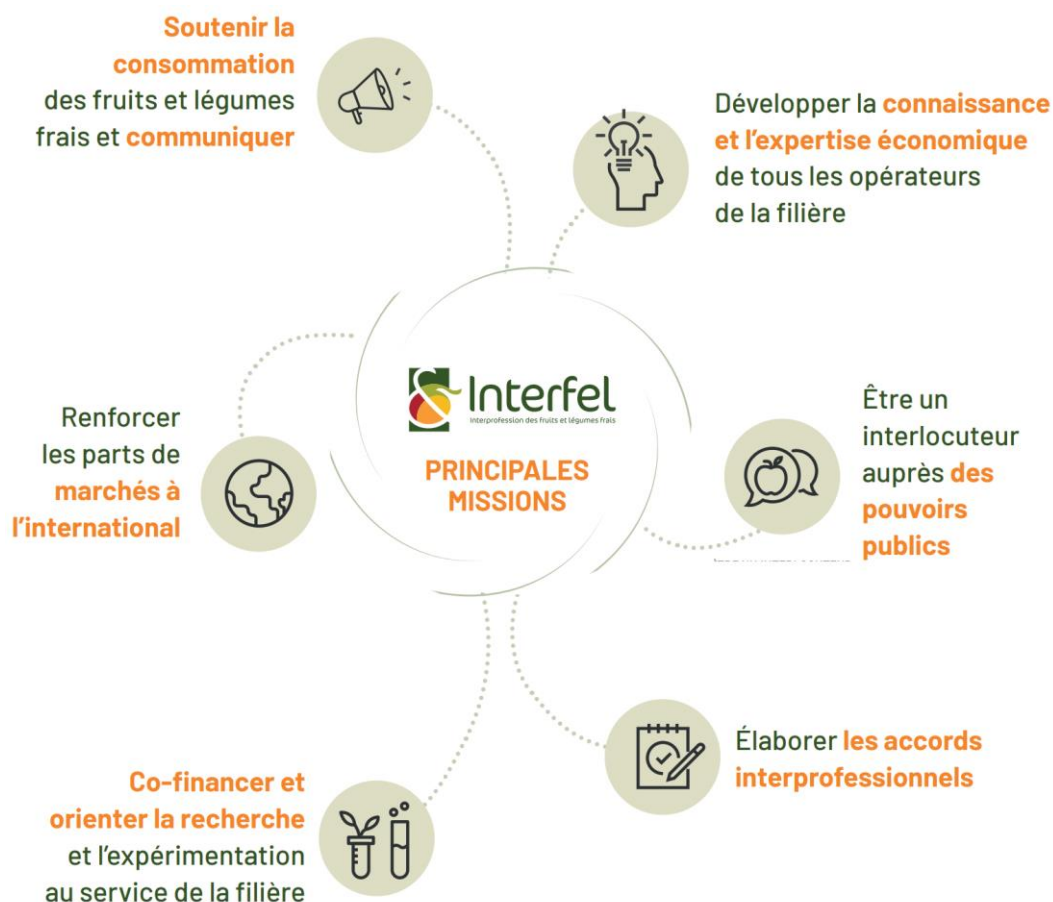 Soutenir la
consommation
des fruits et légumes
frais et communiquer
Développer la connaissance
et l'expertise économique
de tous les opérateurs
de la filière
Interfel
Interprofession des fruits et légumes frais
PRINCIPALES
MISSIONS
Renforcer
les parts de
marchés à
l'international
Être un
interlocuteur
auprès des
pouvoirs
publics
Élaborer les accords
interprofessionnels
Co-financer et
orienter la recherche
et l'expérimentation
au service de la filière